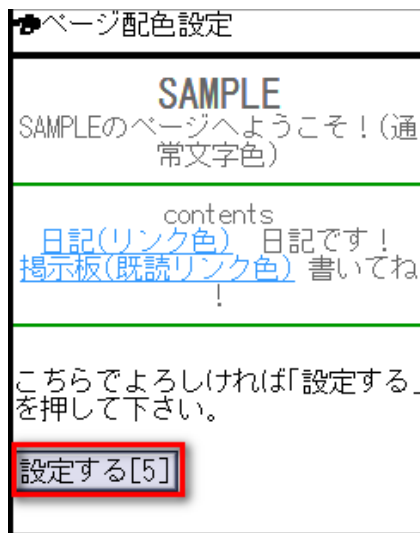 ページ配色設定
SAMPLE
SAMPLEのページへようこそ!(通
常文字色)
contents
日記(リンク色) 日記です!
掲示板(既読リンク色) 書いてね
!
こちらでよろしければ「設定する」
を押して下さい。
設定する[5]